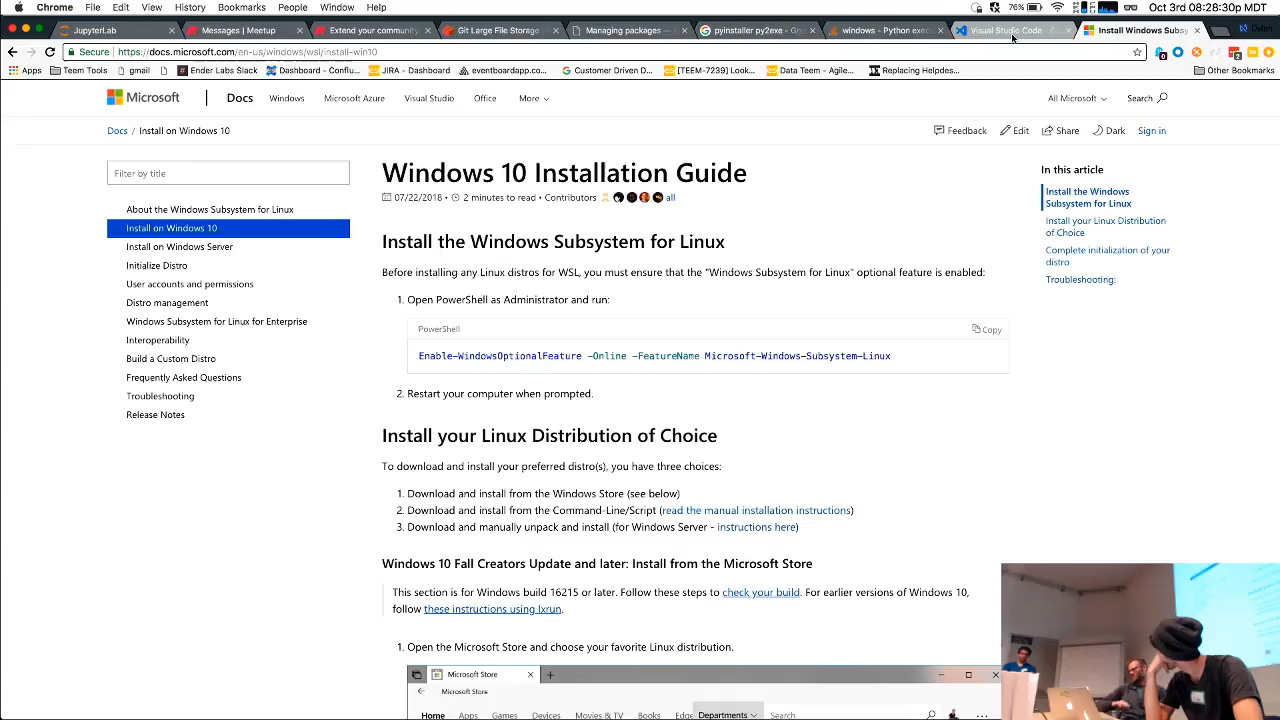 Chrome File Edit View History Bookmarks People Window Help 76% Oct 3rd 08:28:30pm MDT
JupyterLab Messages | Meetup Extend your community Git Large File Storage Managing packages — pyinstaller py2exe - Go windows - Python exec Visual Studio Code - C Install Windows Subsy
Secure https://docs.microsoft.com/en-us/windows/wsl/install-win10
Apps Teem Tools gmail Ender Labs Slack Dashboard - Conflu... JIRA - Dashboard eventboardapp.co... Customer Driven D... [TEEM-7239] Look... Data Team - Agile... Replacing Helpdes... Other Bookmarks
Microsoft Docs Windows Microsoft Azure Visual Studio Office More All Microsoft Search
Docs / Install on Windows 10 Feedback Edit Share Dark Sign in
Filter by title
About the Windows Subsystem for Linux
Install on Windows 10
Install on Windows Server
Initialize Distro
User accounts and permissions
Distro management
Windows Subsystem for Linux for Enterprise
Interoperability
Build a Custom Distro
Frequently Asked Questions
Troubleshooting
Release Notes
Windows 10 Installation Guide
07/22/2018 • 2 minutes to read • Contributors all
Install the Windows Subsystem for Linux
Before installing any Linux distros for WSL, you must ensure that the "Windows Subsystem for Linux" optional feature is enabled:
1. Open PowerShell as Administrator and run:
PowerShell Copy
Enable-WindowsOptionalFeature -Online -FeatureName Microsoft-Windows-Subsystem-Linux
2. Restart your computer when prompted.
Install your Linux Distribution of Choice
To download and install your preferred distro(s), you have three choices:
1. Download and install from the Windows Store (see below)
2. Download and install from the Command-Line/Script (read the manual installation instructions)
3. Download and manually unpack and install (for Windows Server - instructions here)
Windows 10 Fall Creators Update and later: Install from the Microsoft Store
This section is for Windows build 16215 or later. Follow these steps to check your build. For earlier versions of Windows 10,
follow these instructions using lxrun.
1. Open the Microsoft Store and choose your favorite Linux distribution.
Microsoft Store
Microsoft Store
Home Apps Games Devices Movies & TV Books Edge Departments Search
In this article
Install the Windows
Subsystem for Linux
Install your Linux Distribution
of Choice
Complete initialization of your
distro
Troubleshooting: